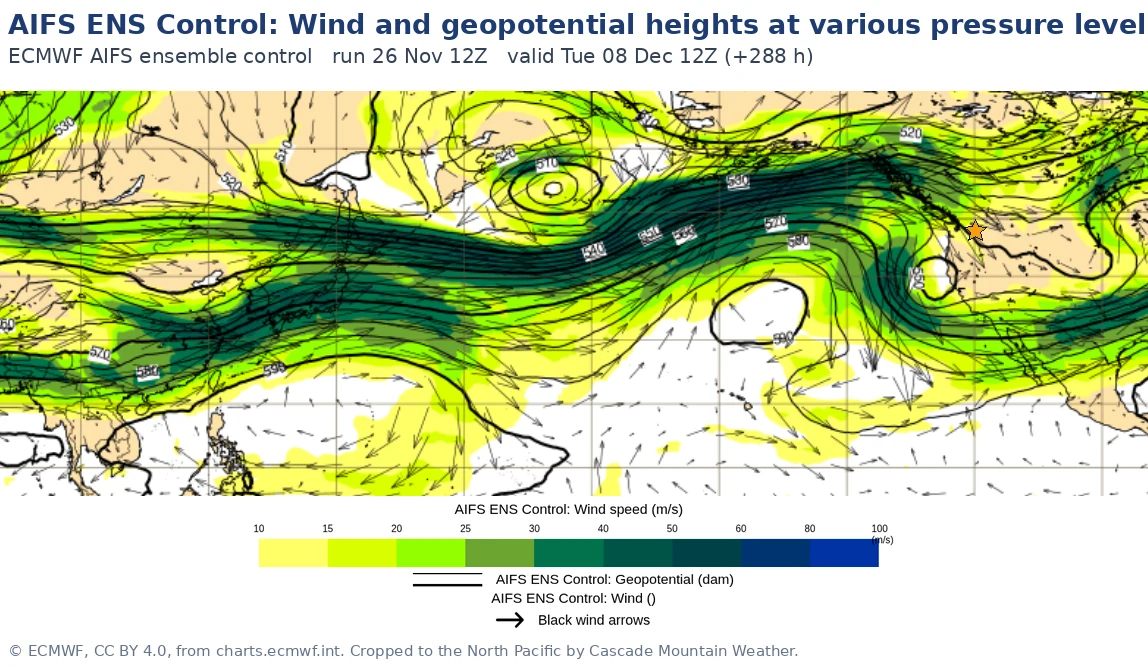 AIFS ENS Control: Wind and geopotential heights at various pressure level
ECMWF AIFS ensemble control run 26 Nov 12Z valid Tue 08 Dec 12Z (+288 h)
530
510
520
520
510
530
520
540
550
560
570
580
550
590
570
580
590
60
AIFS ENS Control: Wind speed (m/s)
10 15 20 25 30 40 50 60 80 100
(m/s)
AIFS ENS Control: Geopotential (dam)
AIFS ENS Control: Wind ()
Black wind arrows
© ECMWF, CC BY 4.0, from charts.ecmwf.int. Cropped to the North Pacific by Cascade Mountain Weather.